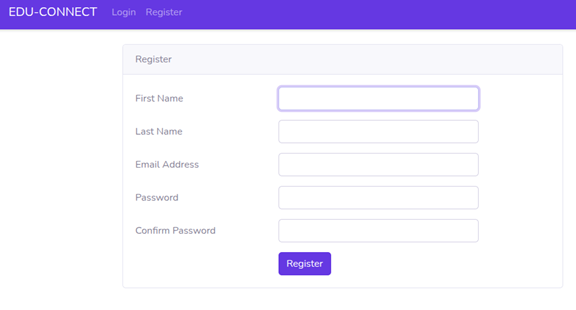 EDU-CONNECT Login Register
Register
First Name
Last Name
Email Address
Password
Confirm Password
Register